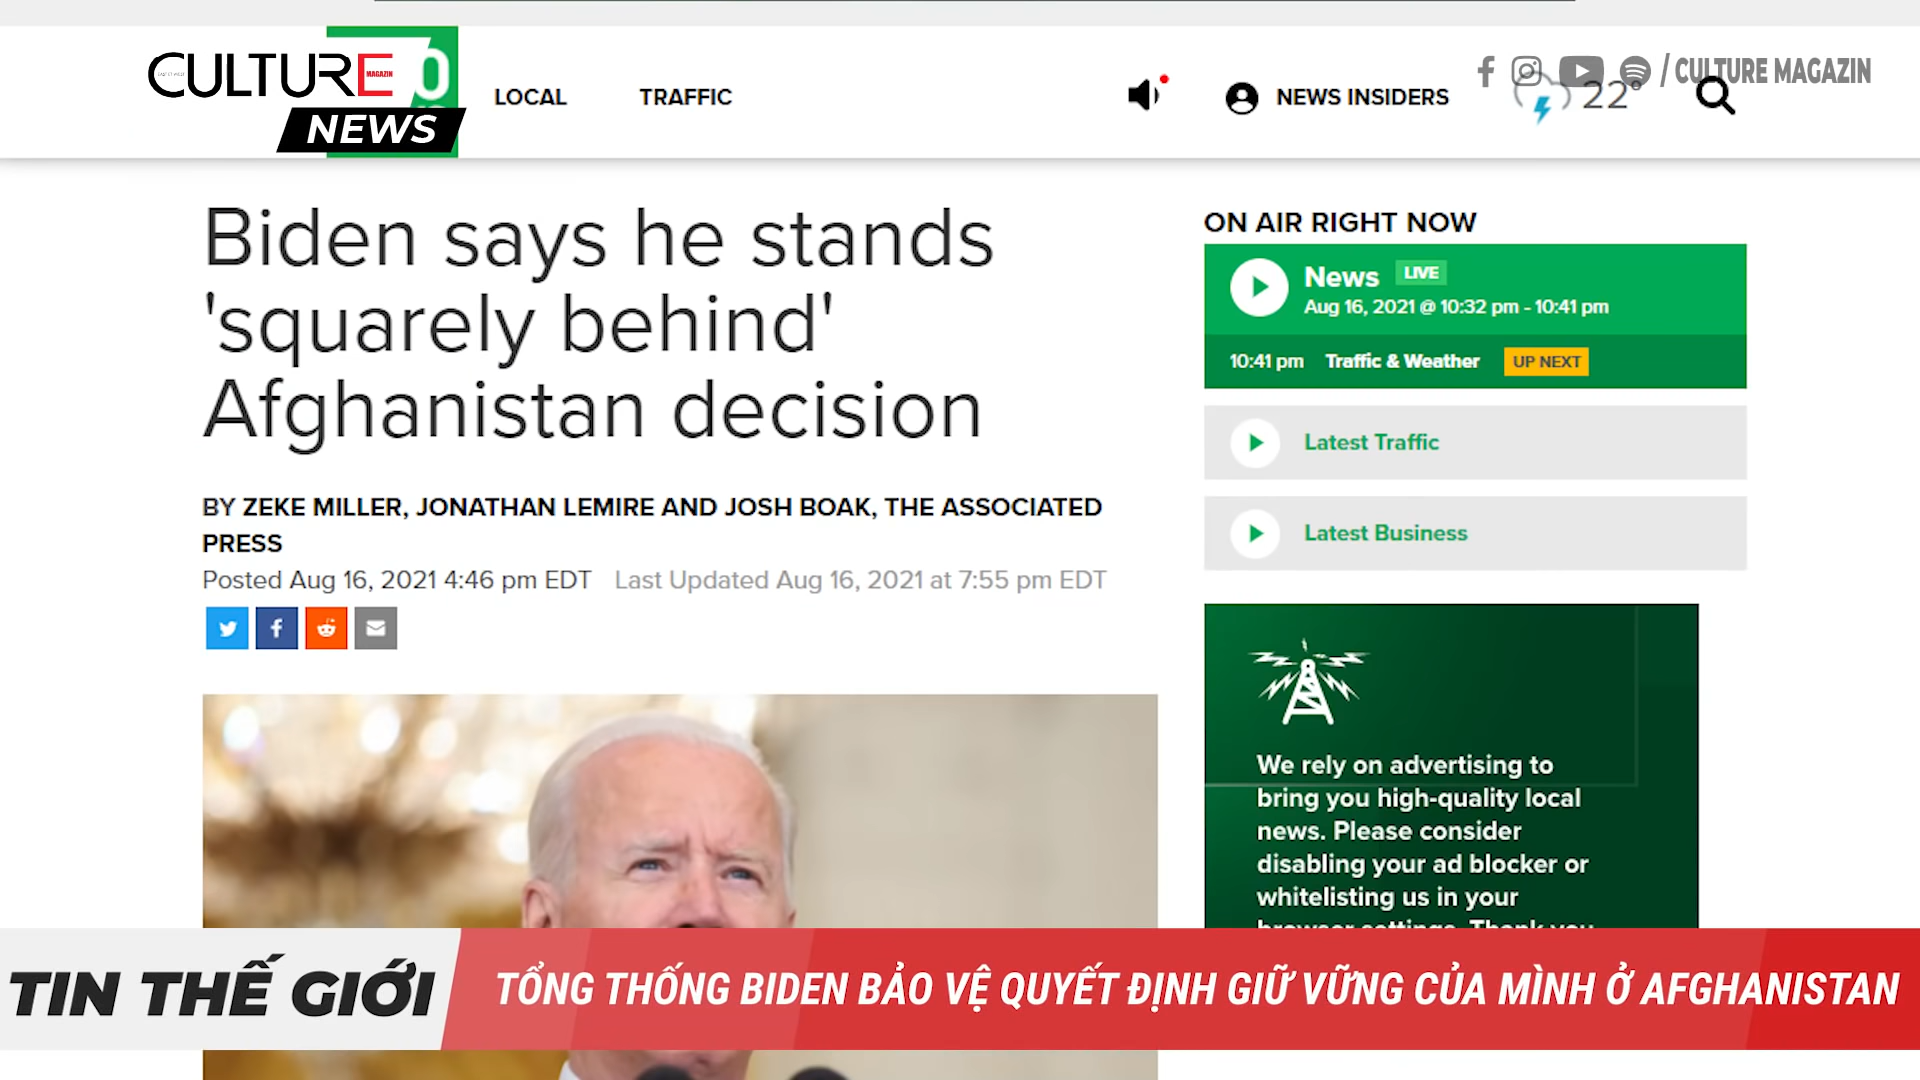 CULTURE
MAGAZIN
NEWS
LOCAL
TRAFFIC
NEWS INSIDERS
22°
/ CULTURE MAGAZIN
Biden says he stands
'squarely behind'
Afghanistan decision
BY ZEKE MILLER, JONATHAN LEMIRE AND JOSH BOAK, THE ASSOCIATED
PRESS
Posted Aug 16, 2021 4:46 pm EDT Last Updated Aug 16, 2021 at 7:55 pm EDT
ON AIR RIGHT NOW
News LIVE
Aug 16, 2021 @ 10:32 pm - 10:41 pm
10:41 pm Traffic & Weather UP NEXT
Latest Traffic
Latest Business
We rely on advertising to
bring you high-quality local
news. Please consider
disabling your ad blocker or
whitelisting us in your
browser settings. Thank you
TIN THẾ GIỚI
TỔNG THỐNG BIDEN BẢO VỆ QUYẾT ĐỊNH GIỮ VỮNG CỦA MÌNH Ở AFGHANISTAN